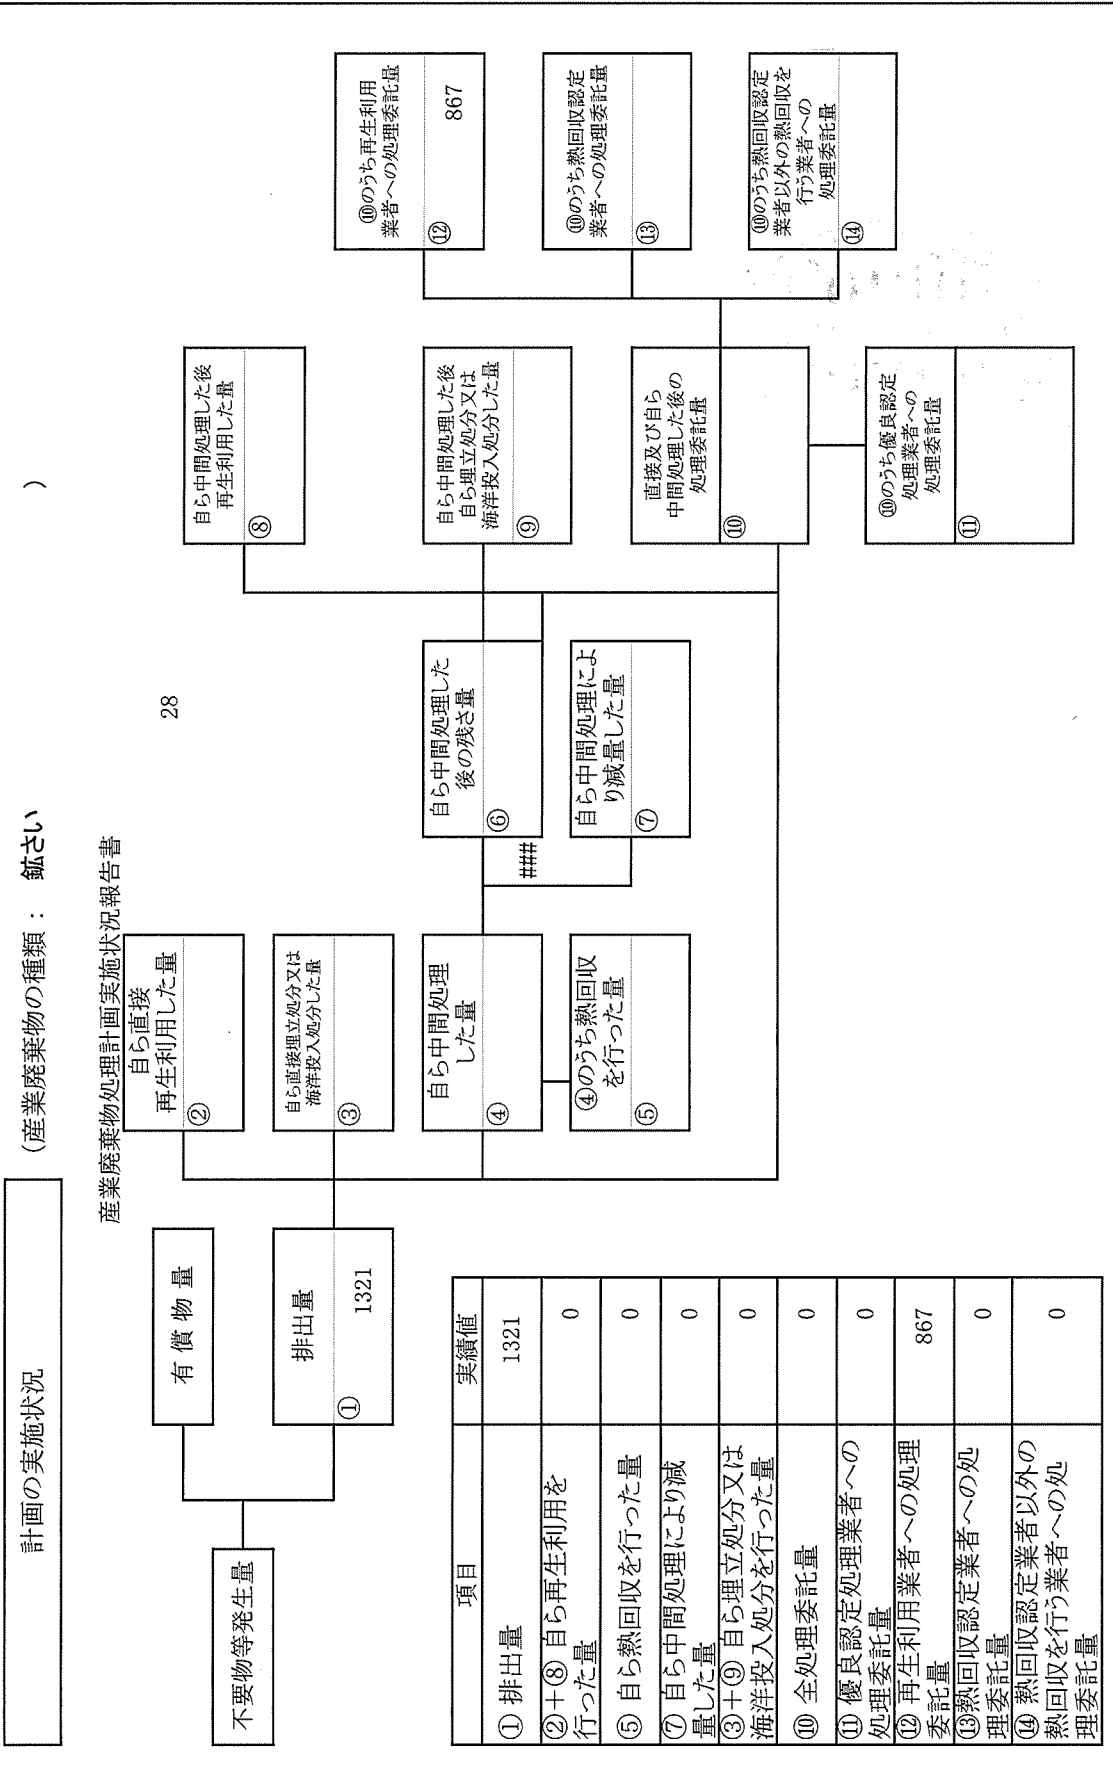 計画の実施状況
(産業廃棄物の種類： 鉱さい )
産業廃棄物処理計画実施状況報告書
28
不要物等発生量
有 償 物 量
排出量
① 1321
自ら直接
再生利用した量
②
自ら直接埋立処分又は
海洋投入処分した量
③
自ら中間処理
した量
④
④のうち熱回収
を行った量
⑤
自ら中間処理した
後の残さ量
⑥
###
自ら中間処理によ
り減量した量
⑦
自ら中間処理した後
再生利用した量
⑧
自ら中間処理した後
自ら埋立処分又は
海洋投入処分した量
⑨
直接及び自ら
中間処理した後の
処理委託量
⑩
⑩のうち優良認定
処理業者への
処理委託量
⑪
⑩のうち再生利用
業者への処理委託量
⑫ 867
⑩のうち熱回収認定
業者への処理委託量
⑬
⑩のうち熱回収認定
業者以外の熱回収を
行う業者への
処理委託量
⑭
項目 実績値
① 排出量 1321
②＋⑧ 自ら再生利用を
行った量 0
⑤ 自ら熱回収を行った量 0
⑦ 自ら中間処理により減
量した量 0
③＋⑨ 自ら埋立処分又は
海洋投入処分を行った量 0
⑩ 全処理委託量 0
⑪ 優良認定処理業者への
処理委託量 0
⑫ 再生利用業者への処理
委託量 867
⑬熱回収認定業者への処
理委託量 0
⑭ 熱回収認定業者以外の
熱回収を行う業者への処
理委託量 0